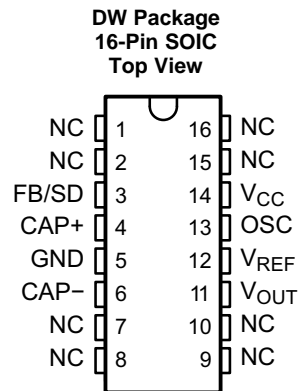 DW Package
16-Pin SOIC
Top View
NC 1 16 NC
NC 2 15 NC
FB/SD 3 14 VCC
CAP+ 4 13 OSC
GND 5 12 VREF
CAP− 6 11 VOUT
NC 7 10 NC
NC 8 9 NC